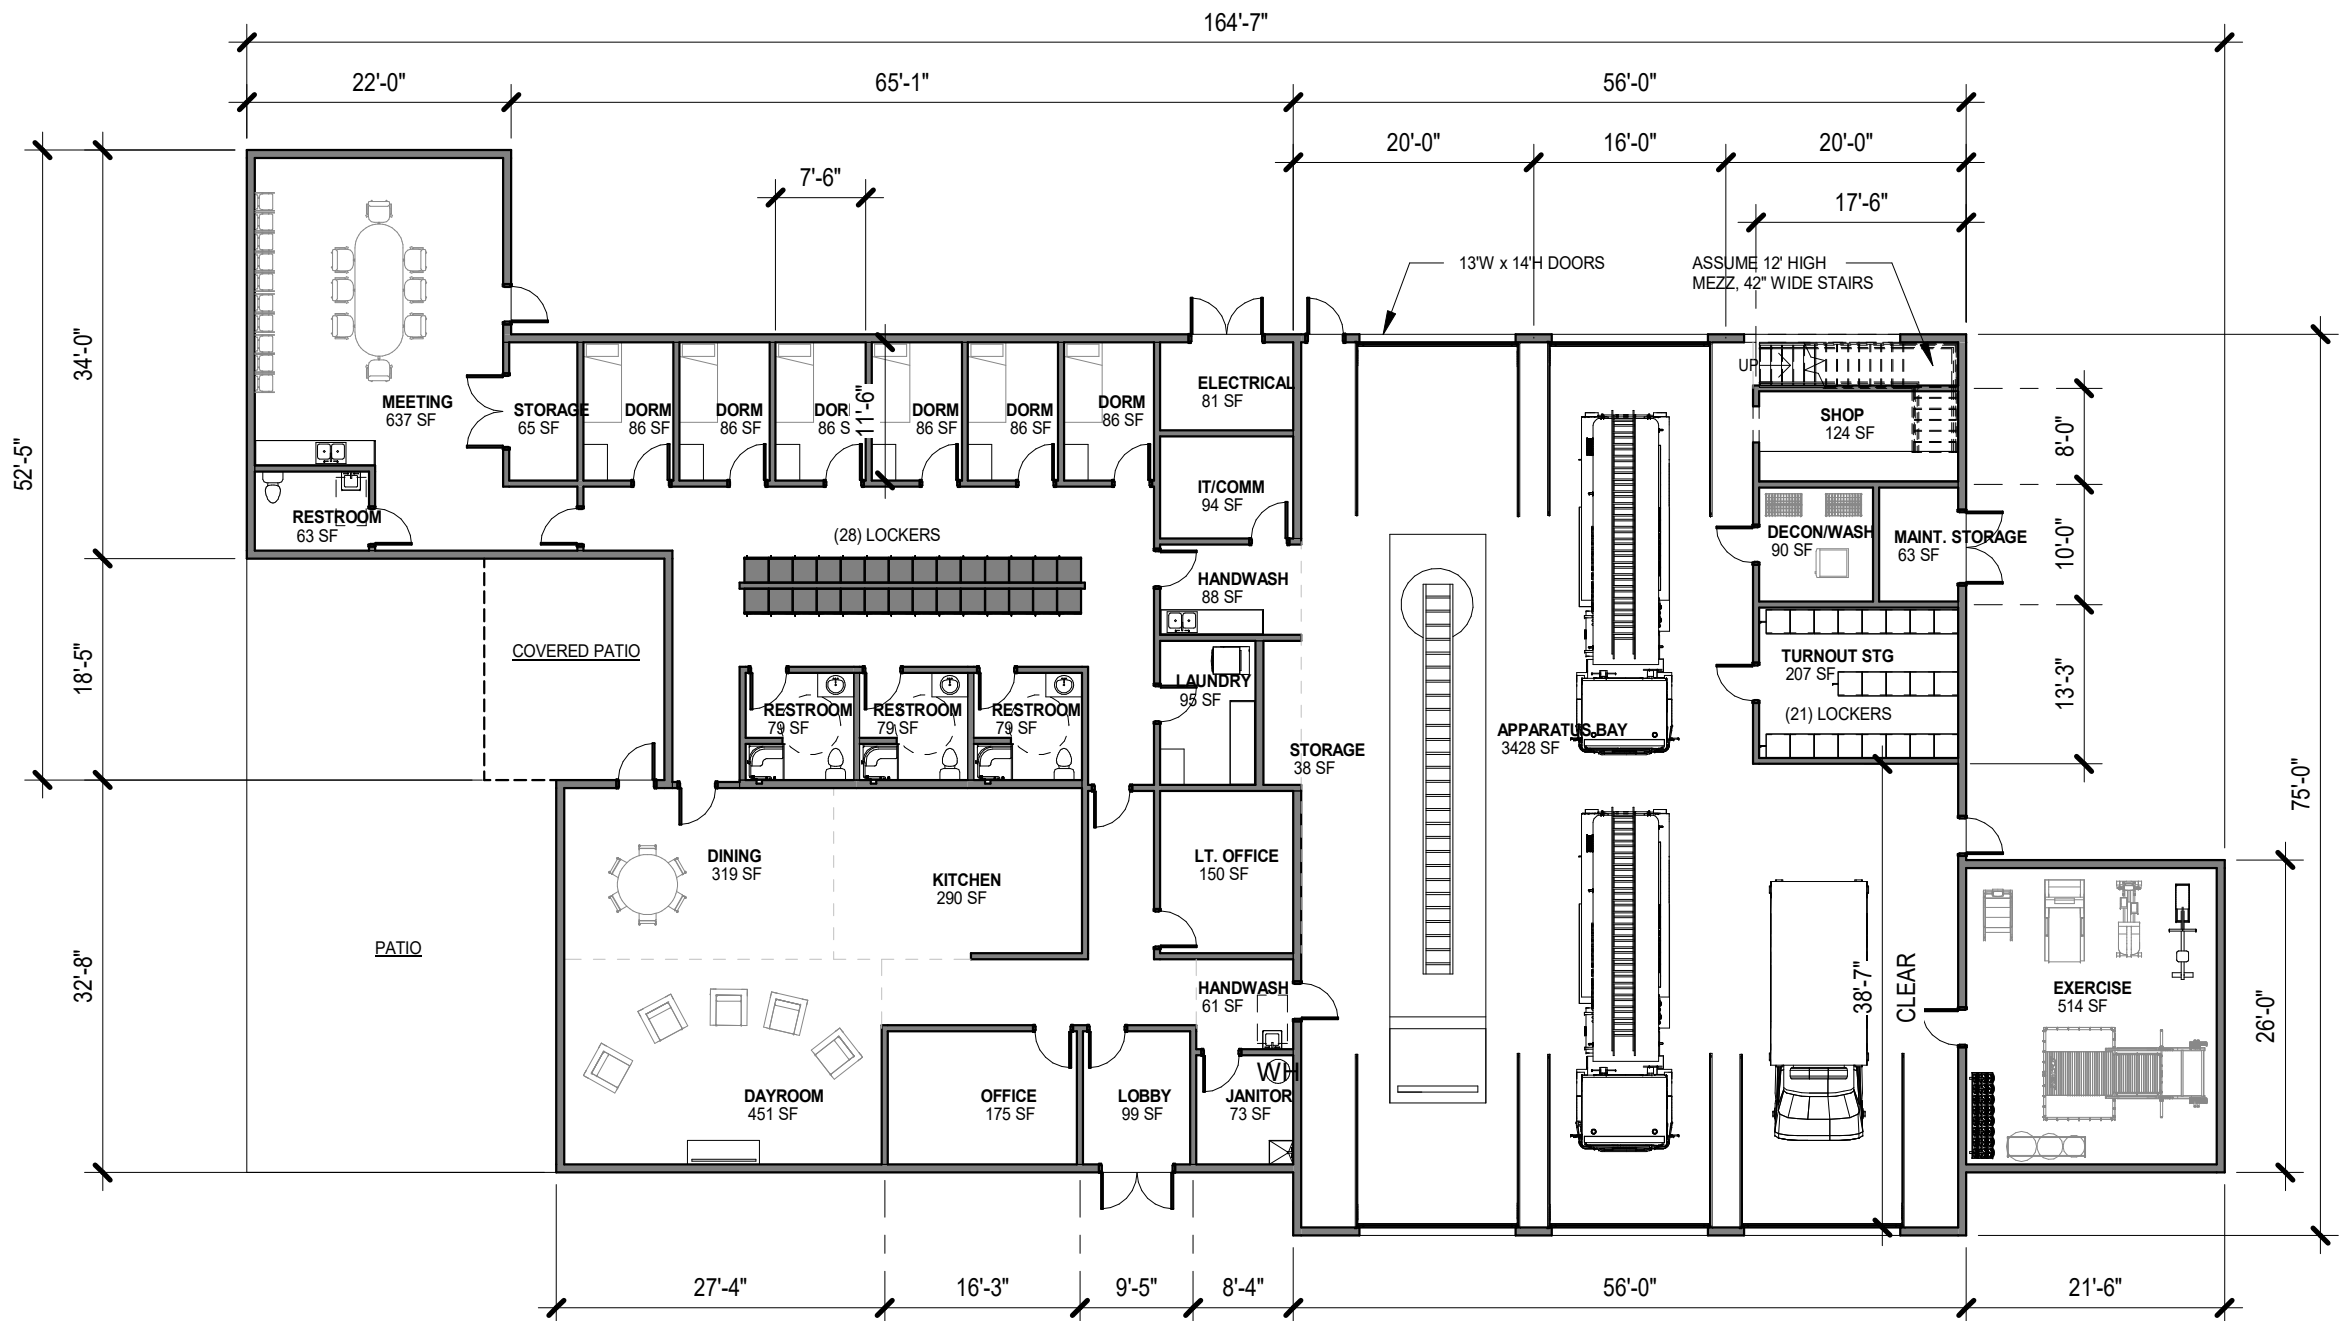 164'-7"
22'-0"
65'-1"
56'-0"
20'-0"
16'-0"
20'-0"
7'-6"
17'-6"
13'W x 14'H DOORS
ASSUME 12' HIGH
MEZZ, 42" WIDE STAIRS
34'-0"
52'-5"
18'-5"
32'-8"
MEETING
637 SF
STORAGE
65 SF
DORM
86 SF
DORM
86 SF
DORM
86 S
11'-6"
DORM
86 SF
DORM
86 SF
DORM
86 SF
ELECTRICAL
81 SF
UP
SHOP
124 SF
8'-0"
RESTROOM
63 SF
(28) LOCKERS
IT/COMM
94 SF
DECON/WASH
90 SF
MAINT. STORAGE
63 SF
10'-0"
HANDWASH
88 SF
COVERED PATIO
LAUNDRY
95 SF
TURNOUT STG
207 SF
(21) LOCKERS
13'-3"
RESTROOM
79 SF
RESTROOM
79 SF
RESTROOM
79 SF
STORAGE
38 SF
APPARATUS BAY
3428 SF
75'-0"
DINING
319 SF
KITCHEN
290 SF
LT. OFFICE
150 SF
PATIO
HANDWASH
61 SF
38'-7"
CLEAR
EXERCISE
514 SF
26'-0"
DAYROOM
451 SF
OFFICE
175 SF
LOBBY
99 SF
WH
JANITOR
73 SF
27'-4"
16'-3"
9'-5"
8'-4"
56'-0"
21'-6"